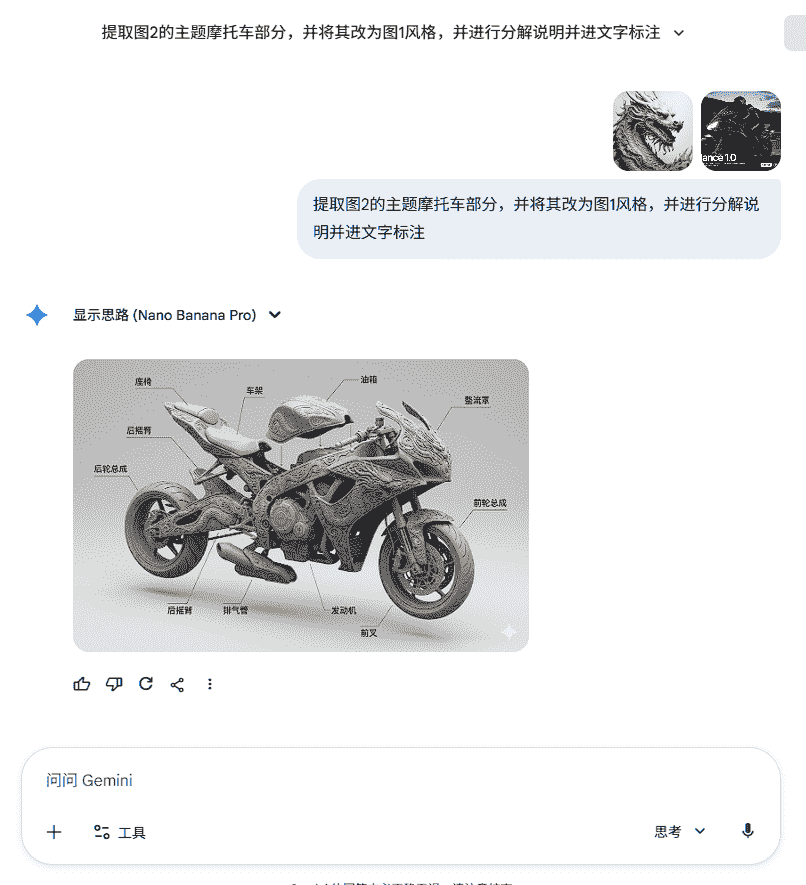 提取图2的主题摩托车部分，并将其改为图1风格，并进行分解说明并进文字标注
ance 1.0
提取图2的主题摩托车部分，并将其改为图1风格，并进行分解说
明并进文字标注
显示思路 (Nano Banana Pro)
座椅
车架
油箱
整流罩
后摇臂
后轮总成
前轮总成
后摇臂
排气管
发动机
前叉
问问 Gemini
工具
思考